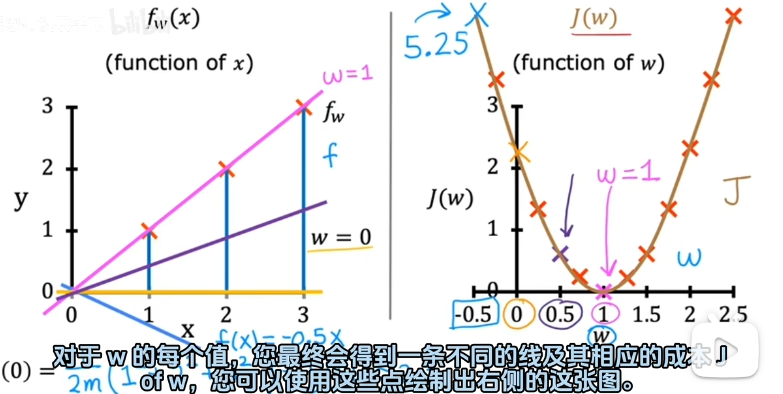 bilibili
f_w(x)
(function of x)
w=1
3
f_w
f
2
y
1
w = 0
0
0 1 2 3
x
f(x)=-0.5x
J(w)
5.25
(function of w)
3
2
w=1
J(w)
J
1
w
0
-0.5 0 0.5 1 1.5 2 2.5
w
(0) =
2m
对于 w 的每个值，您最终会得到一条不同的线及其相应的成本 J
of w，您可以使用这些点绘制出右侧的这张图。